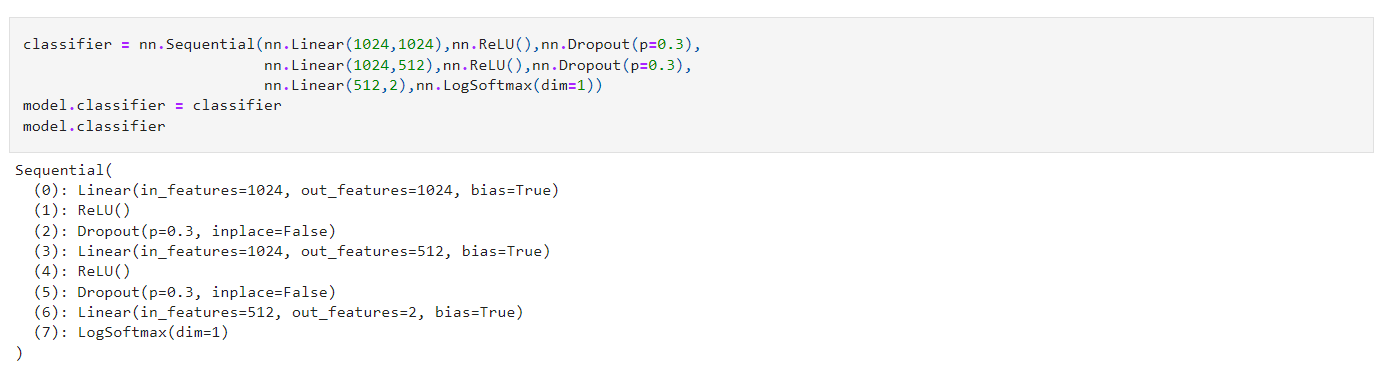 classifier = nn.Sequential(nn.Linear(1024,1024),nn.ReLU(),nn.Dropout(p=0.3),
                           nn.Linear(1024,512),nn.ReLU(),nn.Dropout(p=0.3),
                           nn.Linear(512,2),nn.LogSoftmax(dim=1))
model.classifier = classifier
model.classifier
Sequential(
  (0): Linear(in_features=1024, out_features=1024, bias=True)
  (1): ReLU()
  (2): Dropout(p=0.3, inplace=False)
  (3): Linear(in_features=1024, out_features=512, bias=True)
  (4): ReLU()
  (5): Dropout(p=0.3, inplace=False)
  (6): Linear(in_features=512, out_features=2, bias=True)
  (7): LogSoftmax(dim=1)
)